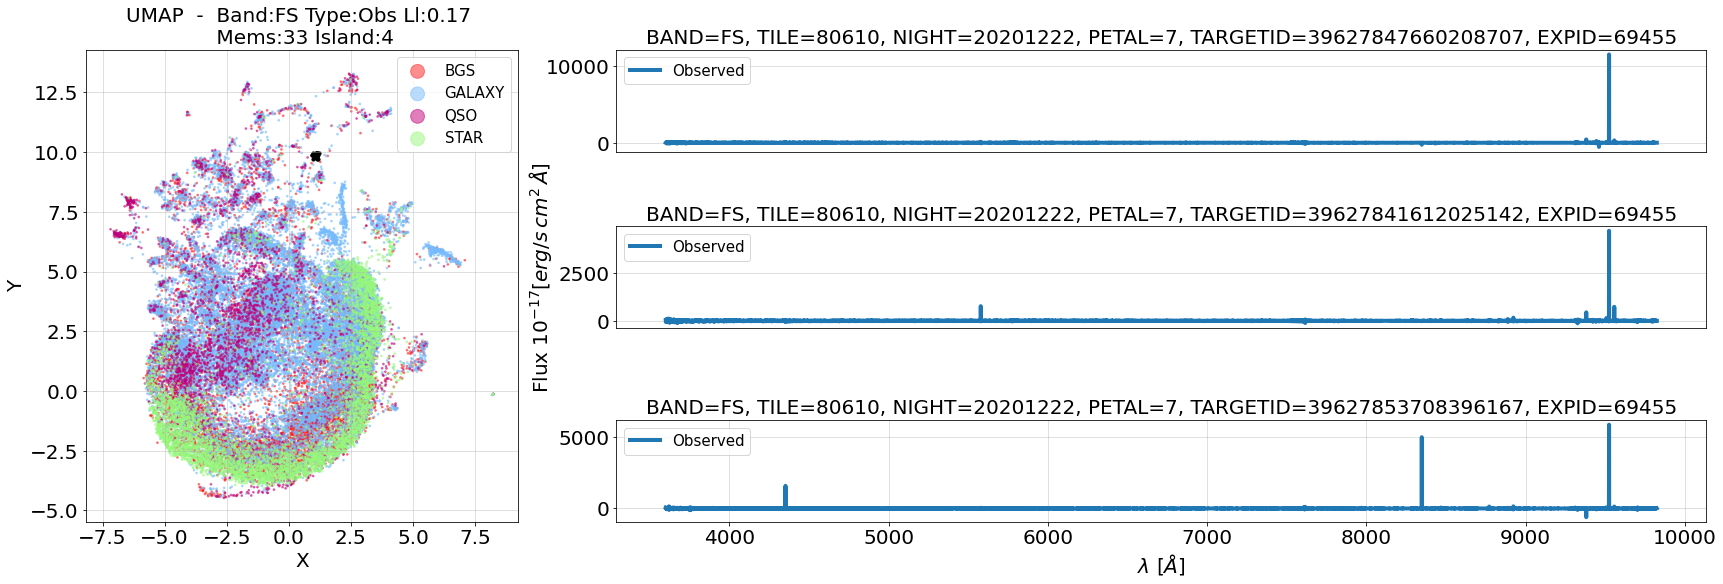 UMAP - Band:FS Type:Obs Ll:0.17
Mems:33 Island:4
BGS
GALAXY
QSO
STAR
12.5
10.0
7.5
5.0
2.5
0.0
−2.5
−5.0
Y
−7.5 −5.0 −2.5 0.0 2.5 5.0 7.5
X
BAND=FS, TILE=80610, NIGHT=20201222, PETAL=7, TARGETID=39627847660208707, EXPID=69455
Observed
10000
0
BAND=FS, TILE=80610, NIGHT=20201222, PETAL=7, TARGETID=39627841612025142, EXPID=69455
Observed
2500
0
Flux 10⁻¹⁷[erg/s cm² Å]
BAND=FS, TILE=80610, NIGHT=20201222, PETAL=7, TARGETID=39627853708396167, EXPID=69455
Observed
5000
0
4000 5000 6000 7000 8000 9000 10000
λ [Å]